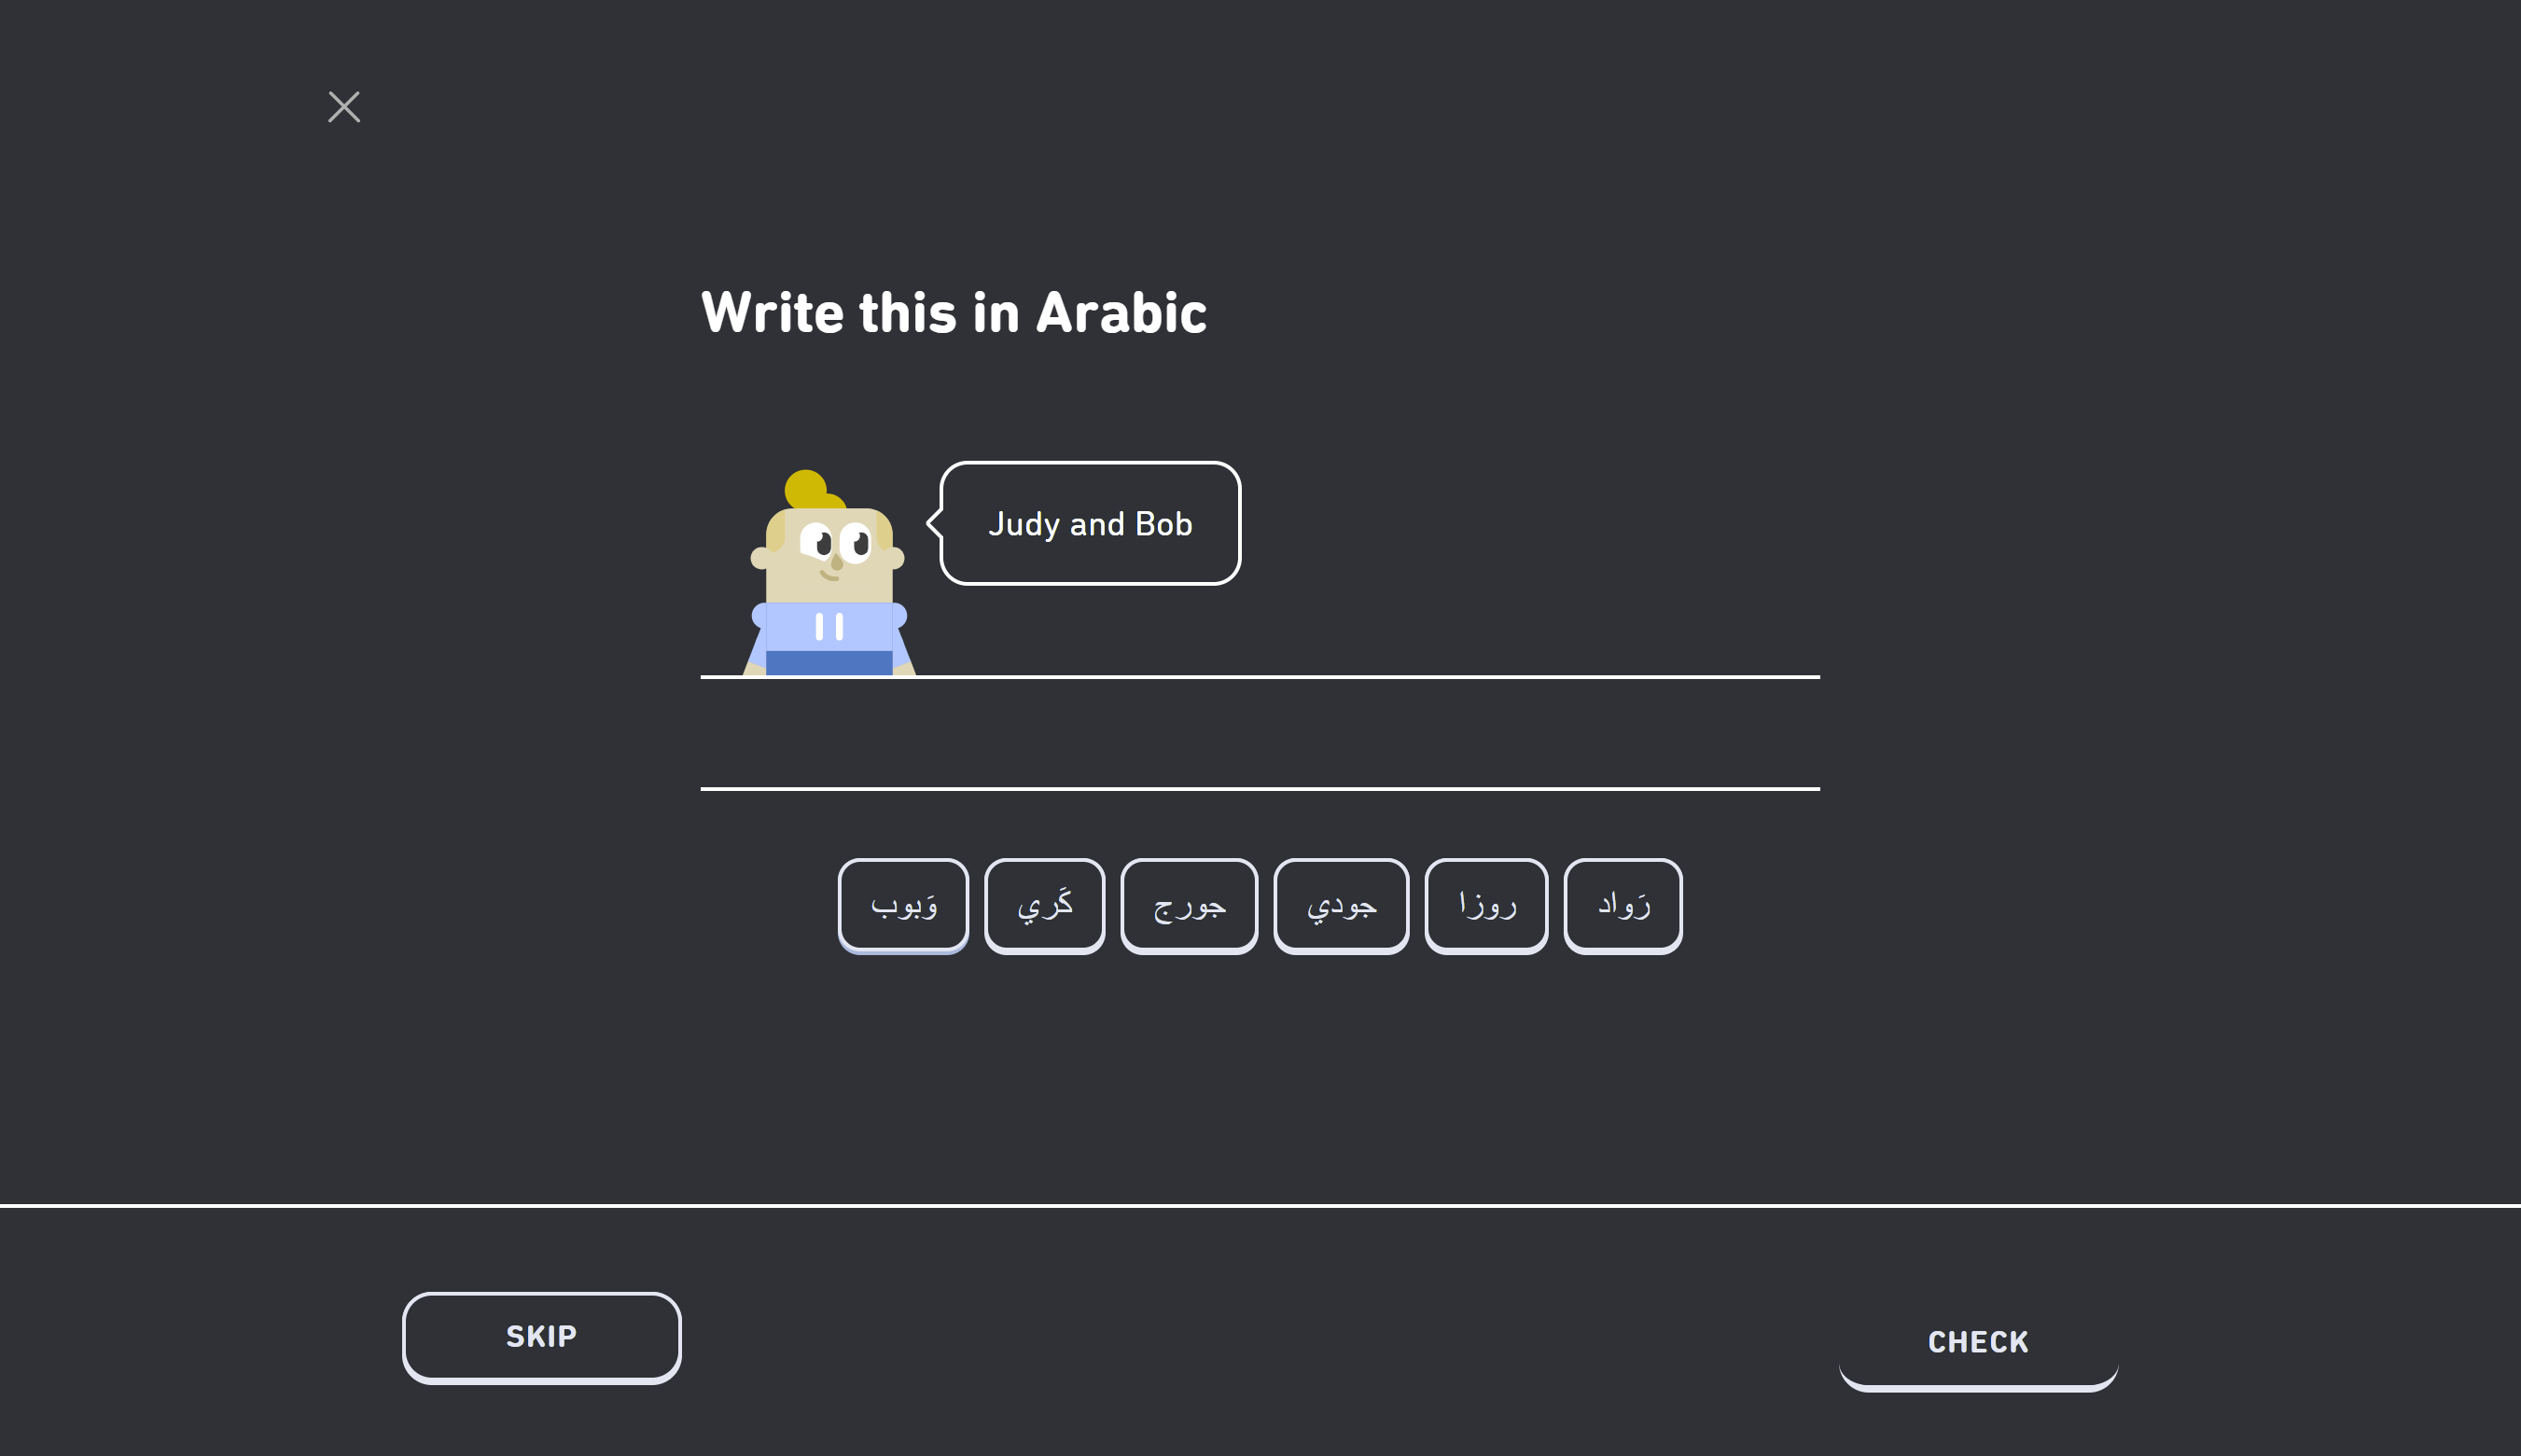 Write this in Arabic
Judy and Bob
وَبوب كَري جورج جودي روزا رَواد
SKIP
CHECK